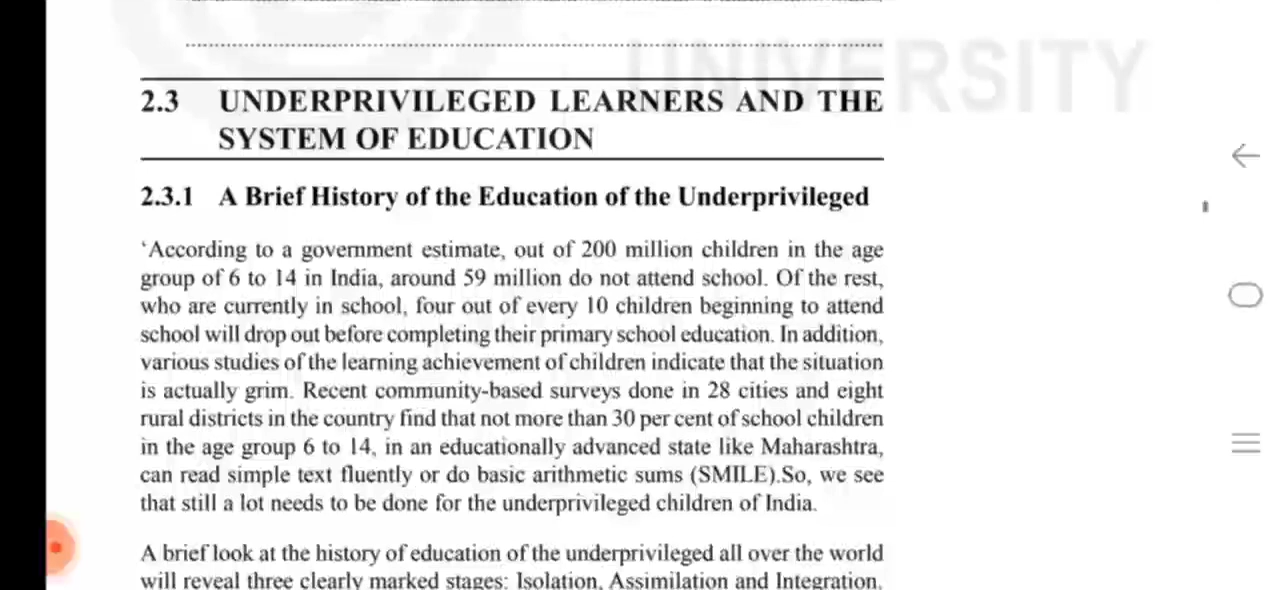 UNIVERSITY
2.3 UNDERPRIVILEGED LEARNERS AND THE
SYSTEM OF EDUCATION
2.3.1 A Brief History of the Education of the Underprivileged
‘According to a government estimate, out of 200 million children in the age
group of 6 to 14 in India, around 59 million do not attend school. Of the rest,
who are currently in school, four out of every 10 children beginning to attend
school will drop out before completing their primary school education. In addition,
various studies of the learning achievement of children indicate that the situation
is actually grim. Recent community-based surveys done in 28 cities and eight
rural districts in the country find that not more than 30 per cent of school children
in the age group 6 to 14, in an educationally advanced state like Maharashtra,
can read simple text fluently or do basic arithmetic sums (SMILE).So, we see
that still a lot needs to be done for the underprivileged children of India.
A brief look at the history of education of the underprivileged all over the world
will reveal three clearly marked stages: Isolation, Assimilation and Integration.